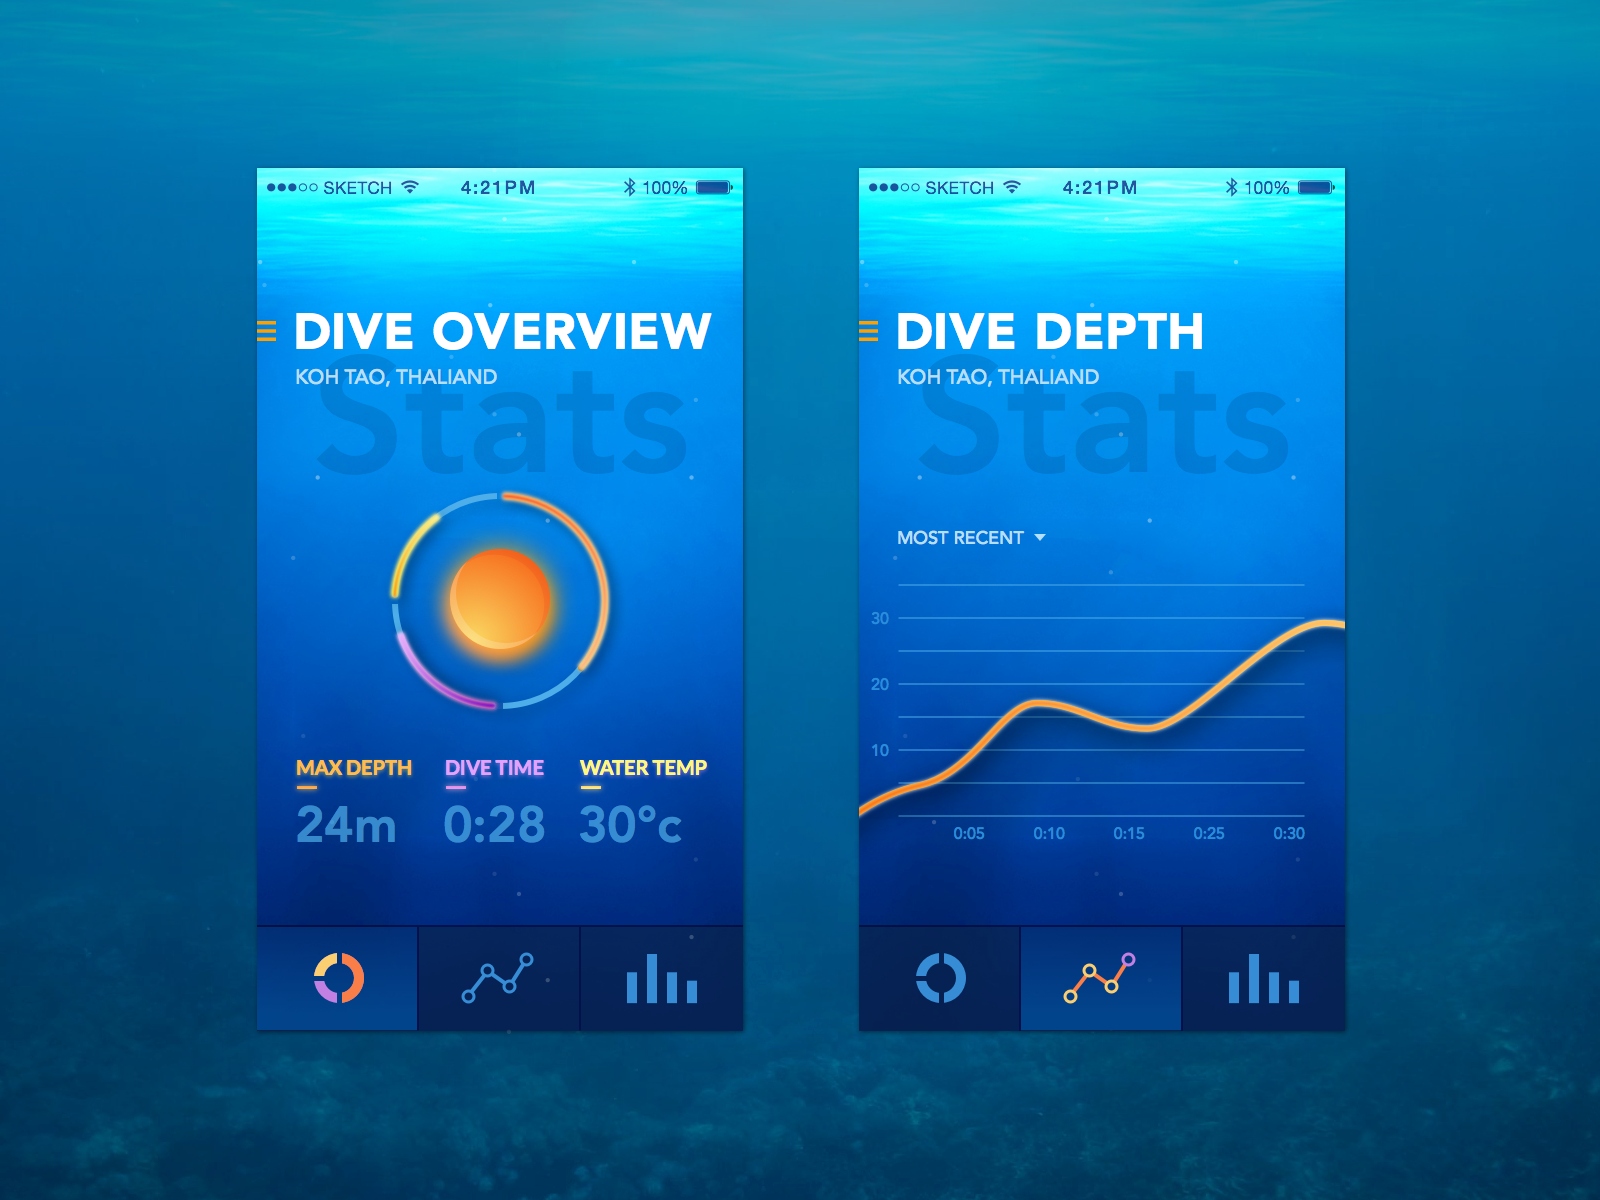 SKETCH 4:21PM 100%
DIVE OVERVIEW
KOH TAO, THALIAND
Stats
MAX DEPTH DIVE TIME WATER TEMP
24m 0:28 30°c
SKETCH 4:21PM 100%
DIVE DEPTH
KOH TAO, THALIAND
Stats
MOST RECENT
30
20
10
0:05 0:10 0:15 0:25 0:30